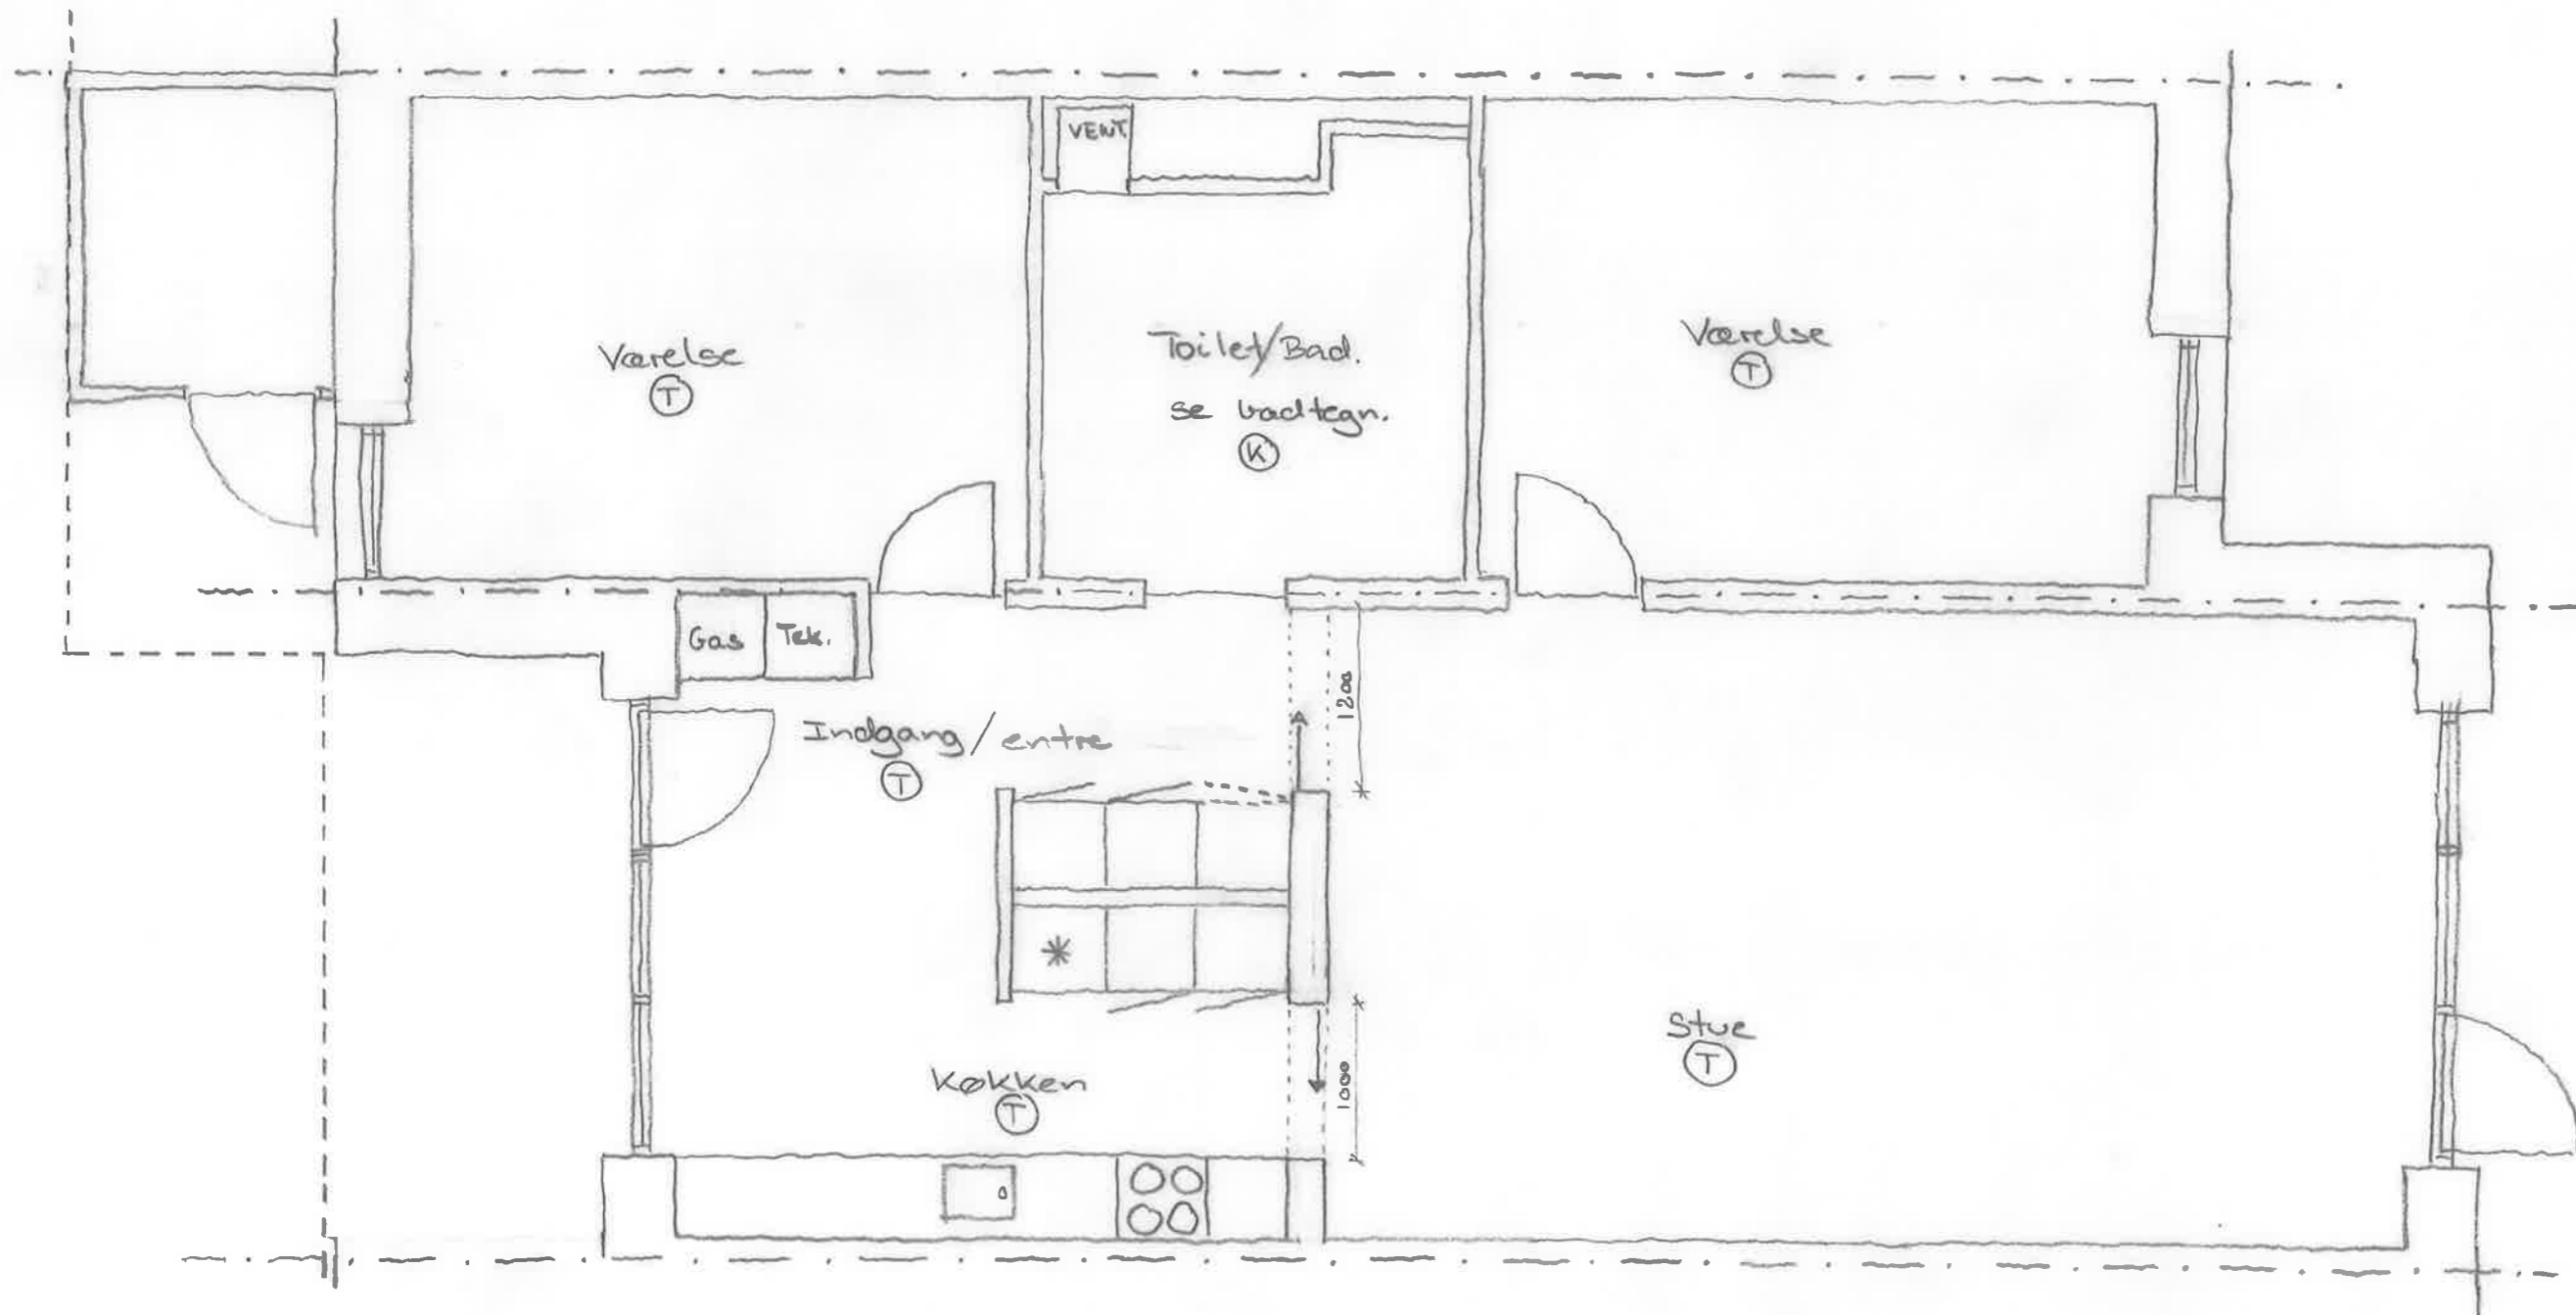 VENT.
Værelse
T
Toilet/Bad.
se badtegn.
K
Værelse
T
Gas
Tek.
Indgang/entre
T
1200
*
Køkken
T
1000
Stue
T